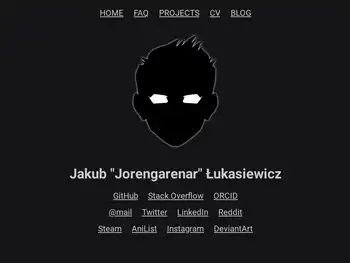 HOME FAQ PROJECTS CV BLOG
Jakub "Jorengarenar" Łukasiewicz
GitHub Stack Overflow ORCID
@mail Twitter LinkedIn Reddit
Steam AniList Instagram DeviantArt